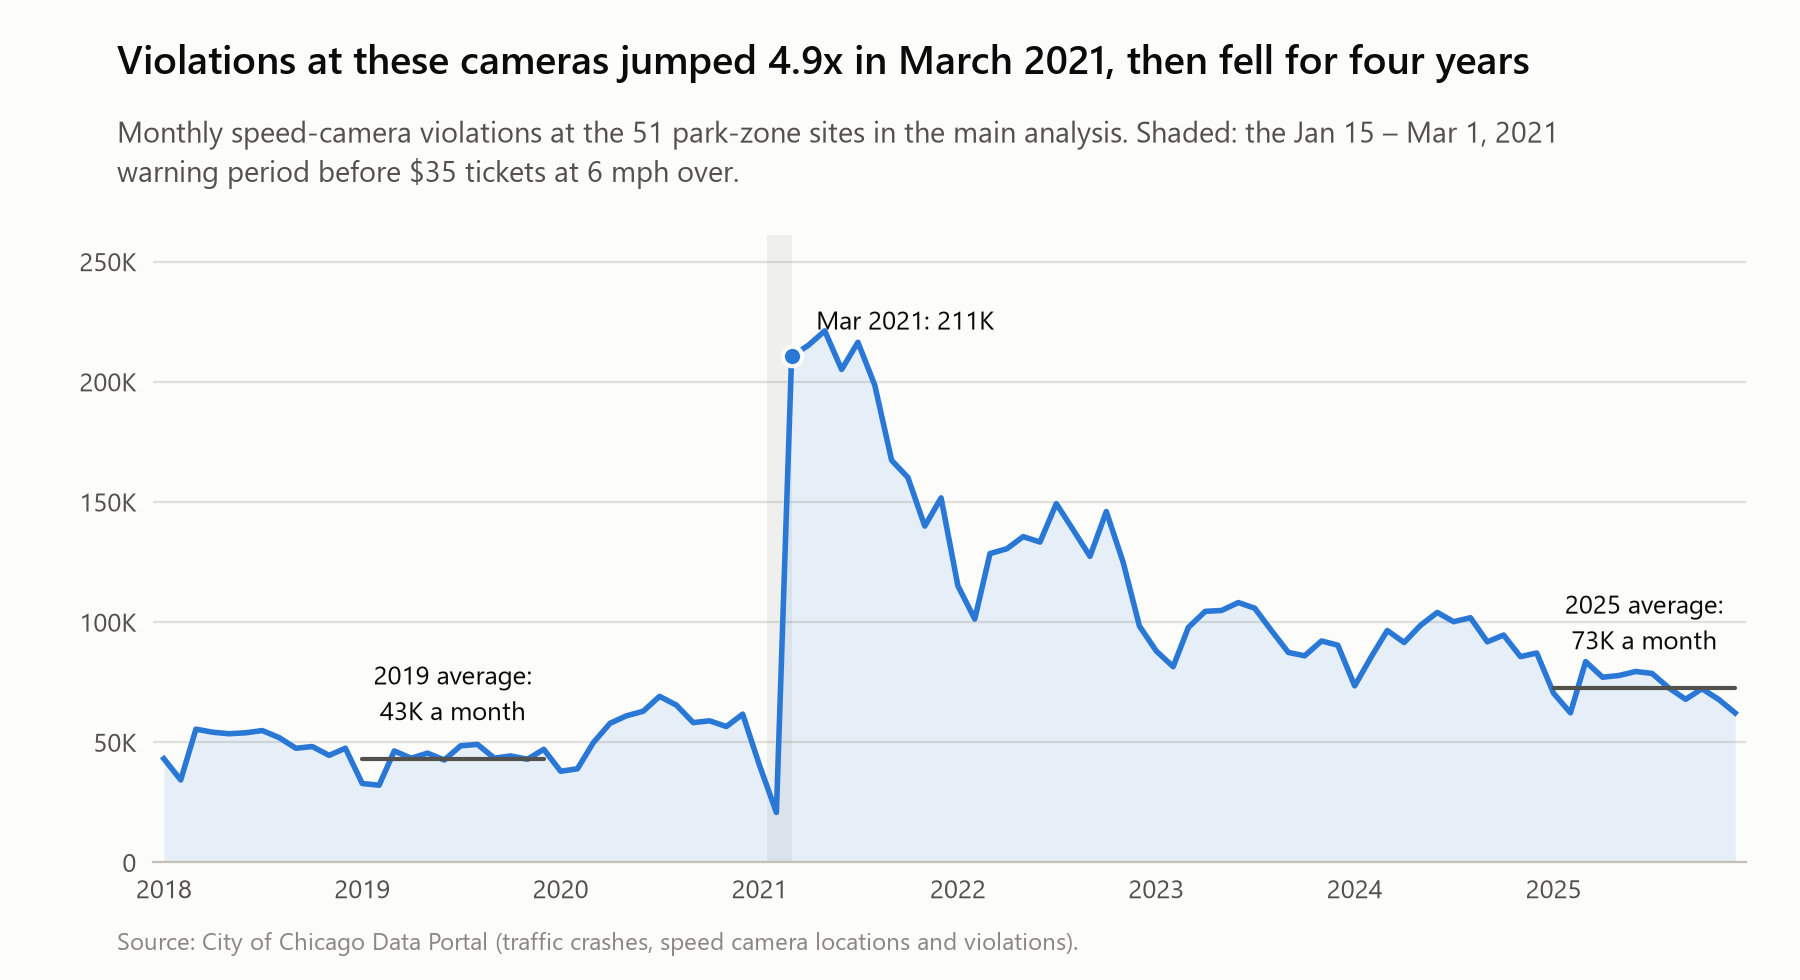 Violations at these cameras jumped 4.9x in March 2021, then fell for four years
Monthly speed-camera violations at the 51 park-zone sites in the main analysis. Shaded: the Jan 15 – Mar 1, 2021
warning period before $35 tickets at 6 mph over.
250K
Mar 2021: 211K
200K
150K
100K
2025 average:
73K a month
2019 average:
43K a month
50K
0
2018 2019 2020 2021 2022 2023 2024 2025
Source: City of Chicago Data Portal (traffic crashes, speed camera locations and violations).